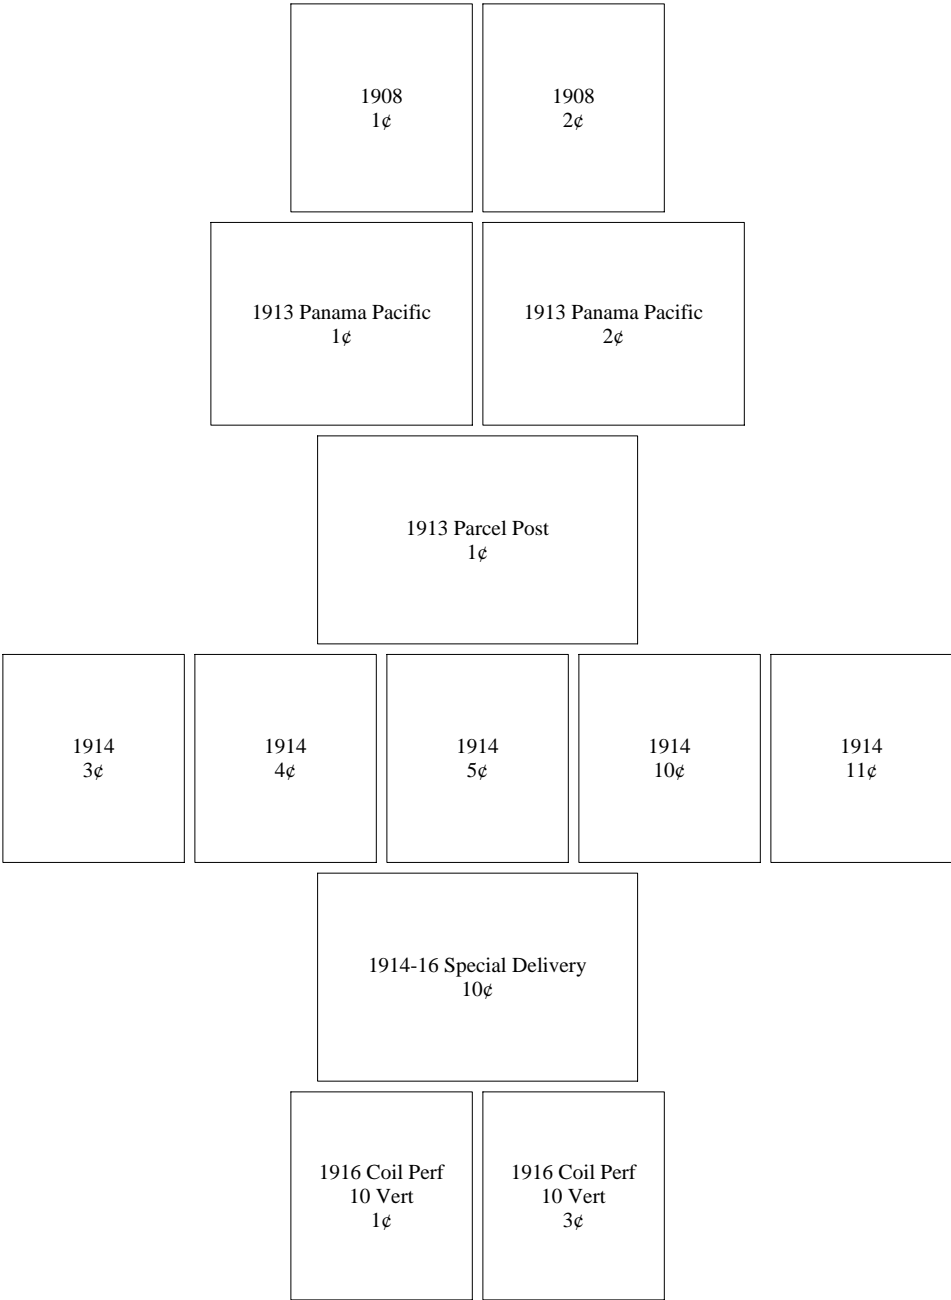 1908
1¢
1908
2¢
1913 Panama Pacific
1¢
1913 Panama Pacific
2¢
1913 Parcel Post
1¢
1914
3¢
1914
4¢
1914
5¢
1914
10¢
1914
11¢
1914-16 Special Delivery
10¢
1916 Coil Perf
10 Vert
1¢
1916 Coil Perf
10 Vert
3¢